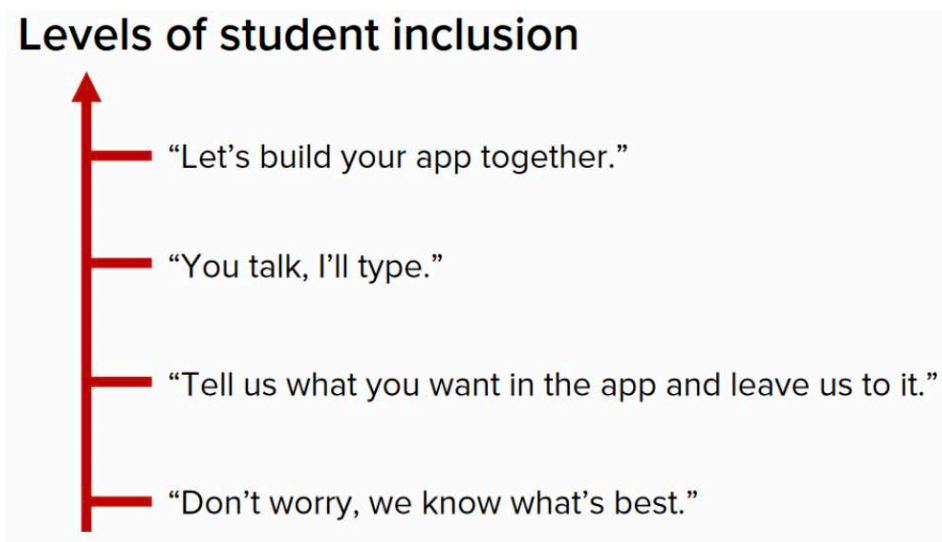 Levels of student inclusion
“Let’s build your app together.”
“You talk, I’ll type.”
“Tell us what you want in the app and leave us to it.”
“Don’t worry, we know what’s best.”